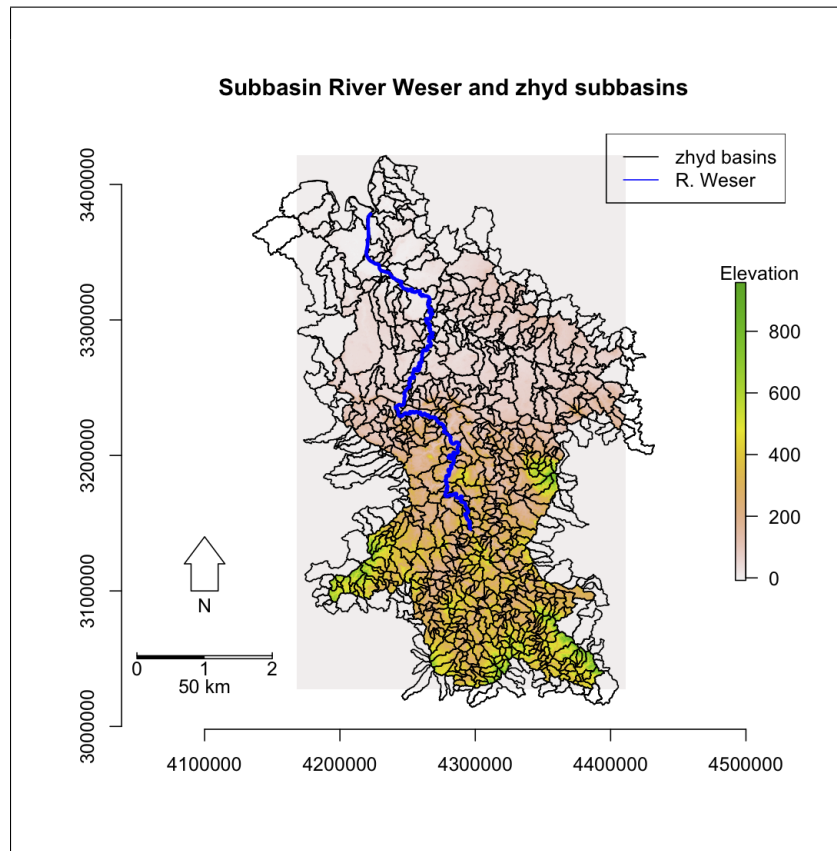 Subbasin River Weser and zhyd subbasins
zhyd basins
R. Weser
Elevation
800
600
400
200
0
3400000
3300000
3200000
3100000
3000000
N
0 1 2
50 km
4100000 4200000 4300000 4400000 4500000